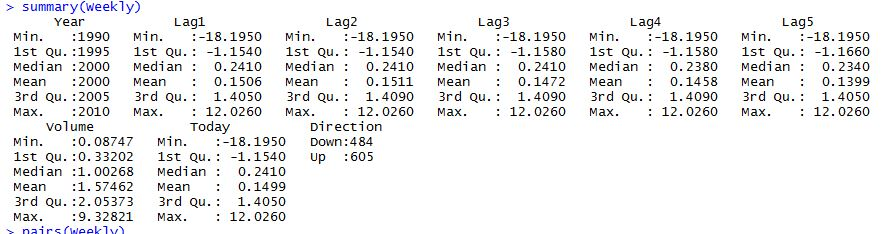 > summary(Weekly)
      Year           Lag1               Lag2               Lag3               Lag4               Lag5
 Min.   :1990   Min.   :-18.1950   Min.   :-18.1950   Min.   :-18.1950   Min.   :-18.1950   Min.   :-18.1950
 1st Qu.:1995   1st Qu.: -1.1540   1st Qu.: -1.1540   1st Qu.: -1.1580   1st Qu.: -1.1580   1st Qu.: -1.1660
 Median :2000   Median :  0.2410   Median :  0.2410   Median :  0.2410   Median :  0.2380   Median :  0.2340
 Mean   :2000   Mean   :  0.1506   Mean   :  0.1511   Mean   :  0.1472   Mean   :  0.1458   Mean   :  0.1399
 3rd Qu.:2005   3rd Qu.:  1.4050   3rd Qu.:  1.4090   3rd Qu.:  1.4090   3rd Qu.:  1.4090   3rd Qu.:  1.4050
 Max.   :2010   Max.   : 12.0260   Max.   : 12.0260   Max.   : 12.0260   Max.   : 12.0260   Max.   : 12.0260
     Volume            Today          Direction
 Min.   :0.08747   Min.   :-18.1950   Down:484
 1st Qu.:0.33202   1st Qu.: -1.1540   Up  :605
 Median :1.00268   Median :  0.2410
 Mean   :1.57462   Mean   :  0.1499
 3rd Qu.:2.05373   3rd Qu.:  1.4050
 Max.   :9.32821   Max.   : 12.0260
> pairs(Weekly)